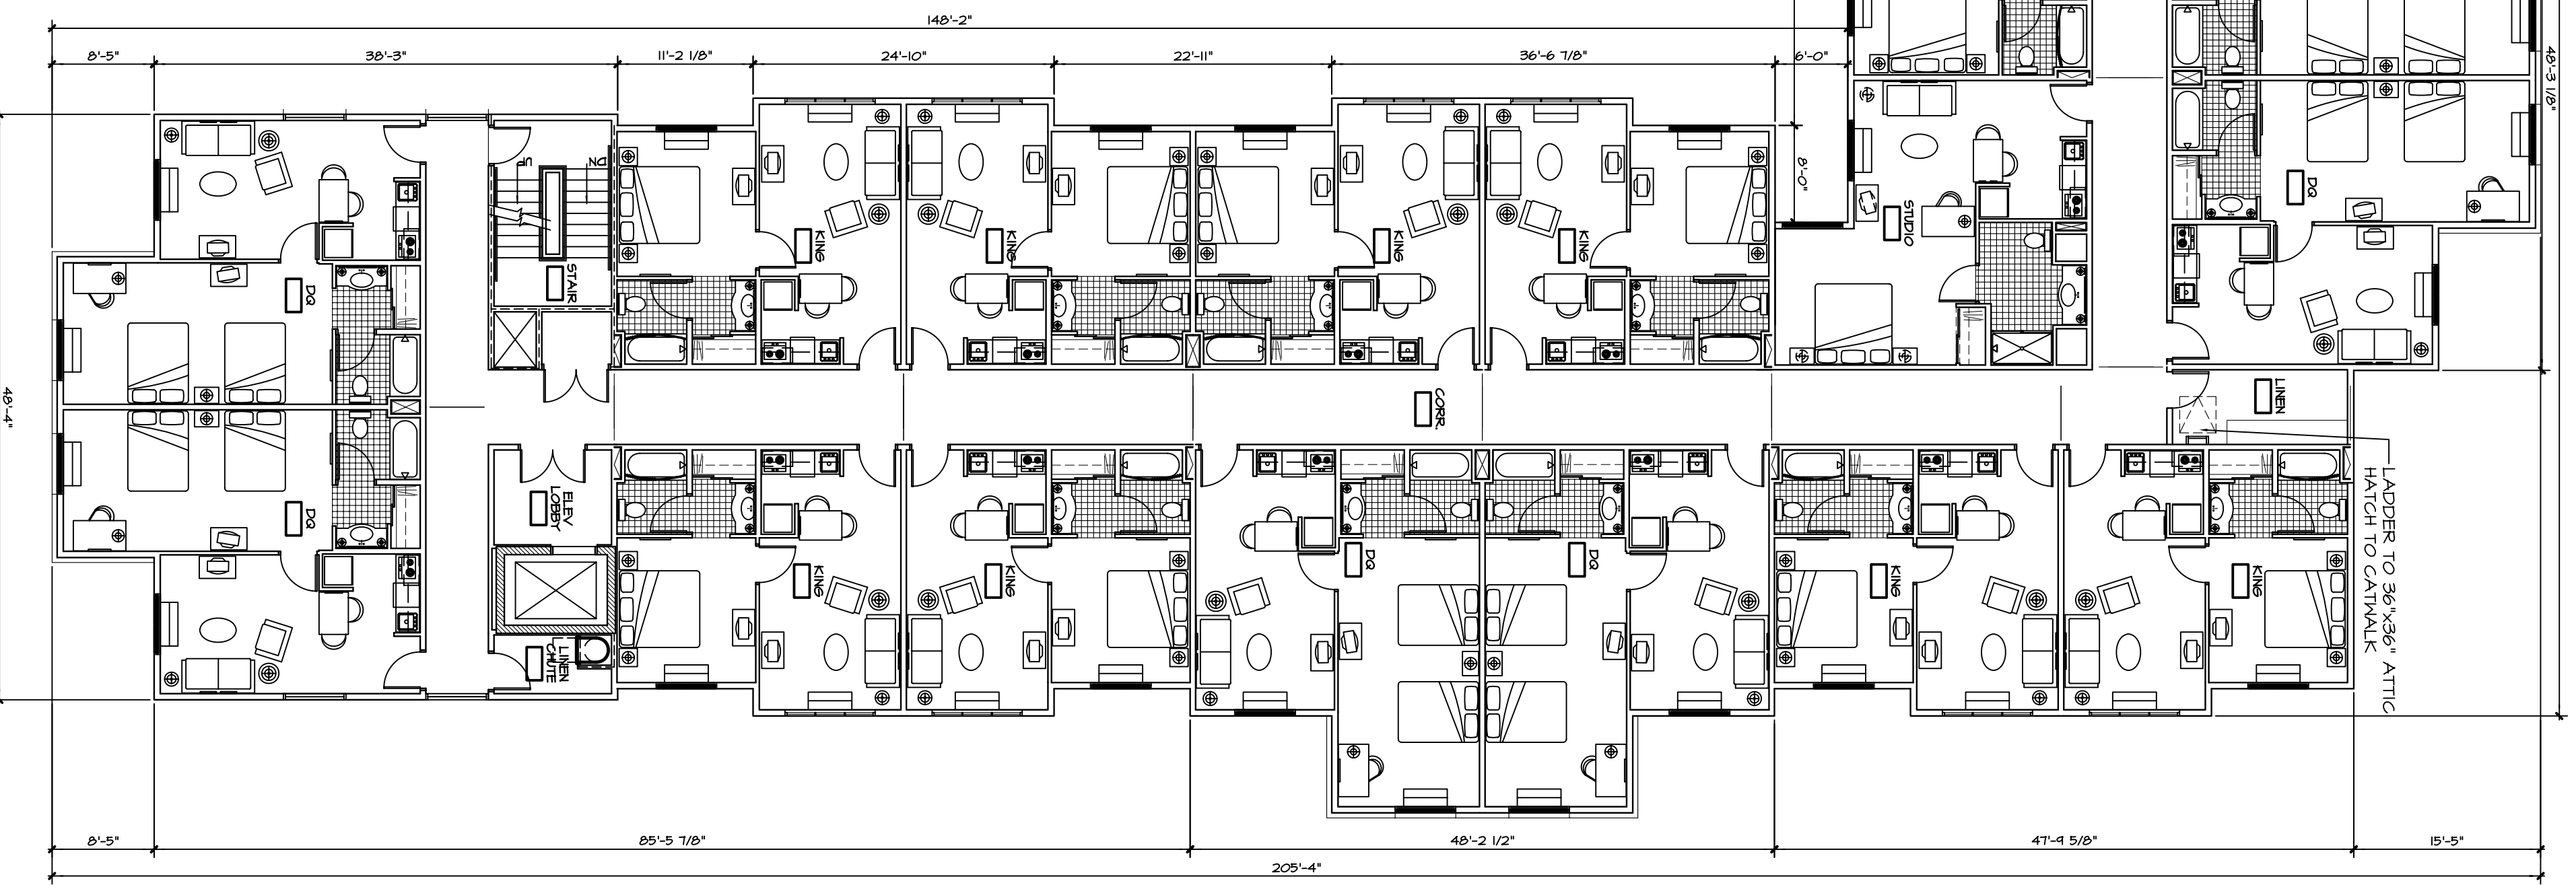 148'-2"
8'-5"
38'-3"
11'-2 1/8"
24'-10"
22'-11"
36'-6 7/8"
6'-0"
48'-3 1/8"
UP
DN
8'-0"
DQ
STUDIO
KING
KING
KING
KING
STAIR
DQ
48'-4"
CORR.
LINEN
ELEV
LOBBY
DQ
LADDER TO 36"x36" ATTIC
HATCH TO CATWALK
KING
KING
DQ
DQ
KING
KING
LINEN
CHUTE
8'-5"
85'-5 7/8"
48'-2 1/2"
47'-9 5/8"
15'-5"
205'-4"